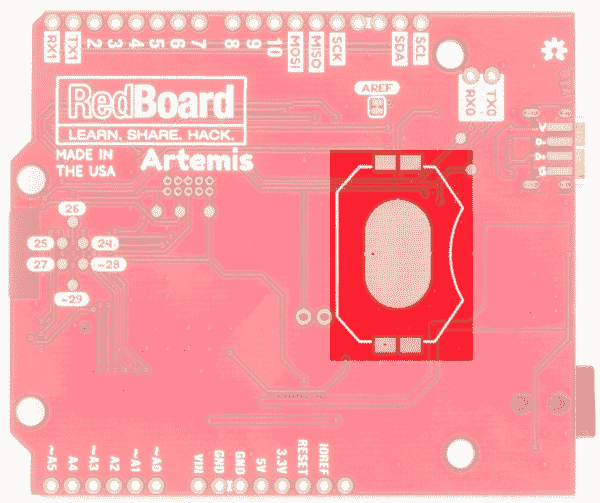 RX1
TX1
2
3
4
5
6
7
8
9
10
MOSI
MISO
SCK
SDA
SCL
AREF
RX0
TX0
RedBoard
LEARN. SHARE. HACK.
MADE IN
THE USA
Artemis
26
25
24
27
~28
~29
~A5
A4
~A3
A2
~A1
~A0
VIN
GND
GND
5V
3.3V
RESET
IOREF